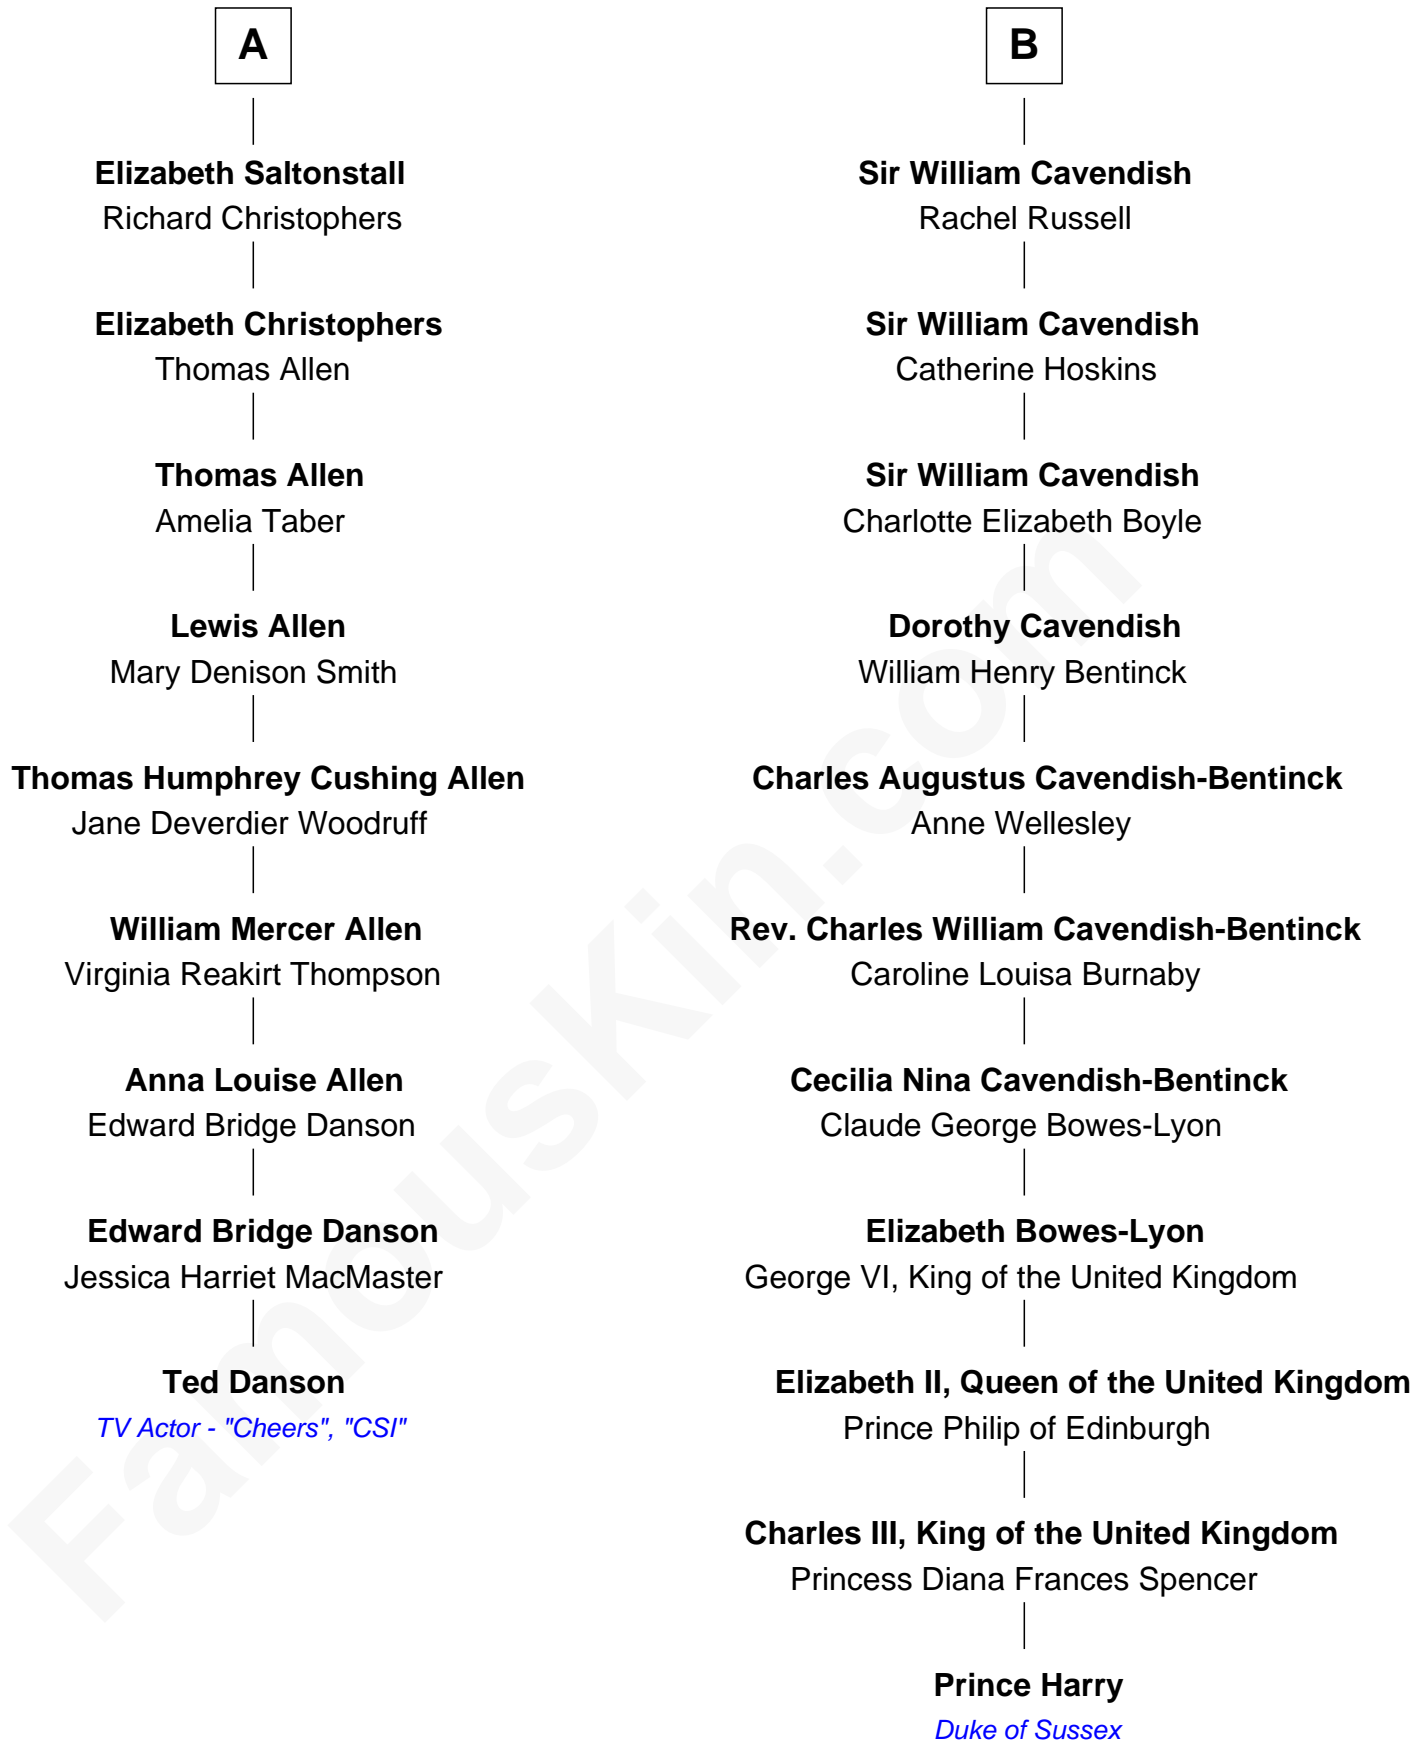 A
Elizabeth Saltonstall
Richard Christophers
Elizabeth Christophers
Thomas Allen
Thomas Allen
Amelia Taber
Lewis Allen
Mary Denison Smith
Thomas Humphrey Cushing Allen
Jane Deverdier Woodruff
William Mercer Allen
Virginia Reakirt Thompson
Anna Louise Allen
Edward Bridge Danson
Edward Bridge Danson
Jessica Harriet MacMaster
Ted Danson
TV Actor - "Cheers", "CSI"
B
Sir William Cavendish
Rachel Russell
Sir William Cavendish
Catherine Hoskins
Sir William Cavendish
Charlotte Elizabeth Boyle
Dorothy Cavendish
William Henry Bentinck
Charles Augustus Cavendish-Bentinck
Anne Wellesley
Rev. Charles William Cavendish-Bentinck
Caroline Louisa Burnaby
Cecilia Nina Cavendish-Bentinck
Claude George Bowes-Lyon
Elizabeth Bowes-Lyon
George VI, King of the United Kingdom
Elizabeth II, Queen of the United Kingdom
Prince Philip of Edinburgh
Charles III, King of the United Kingdom
Princess Diana Frances Spencer
Prince Harry
Duke of Sussex
FamousKin.com